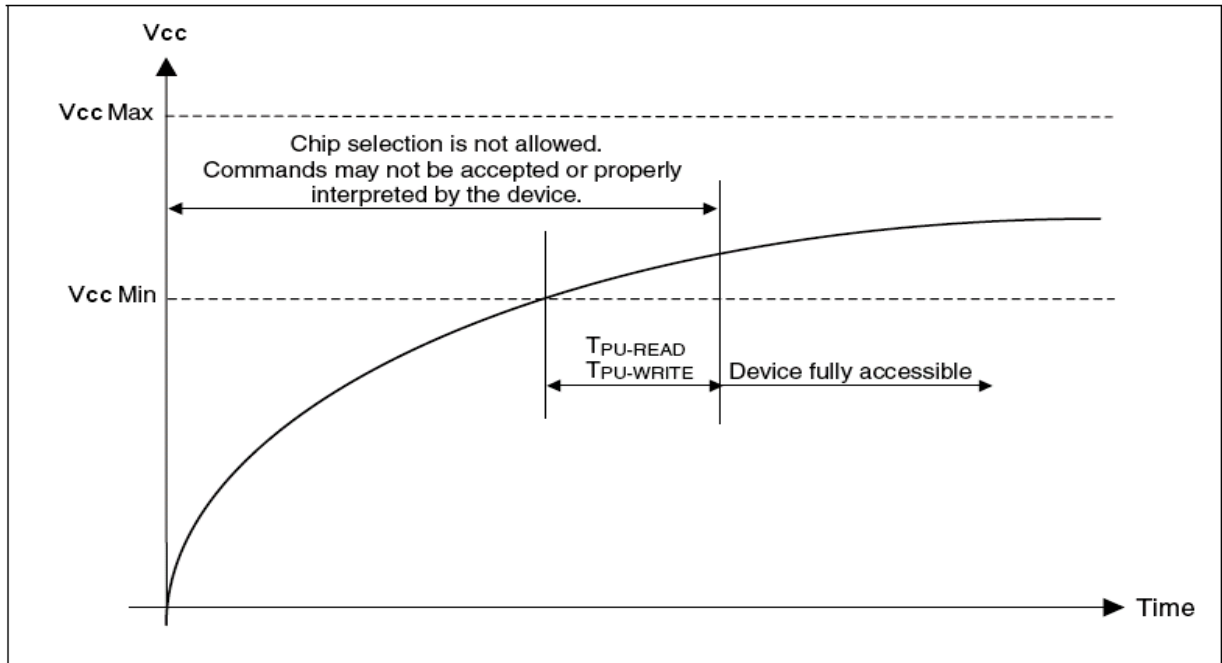 Vcc
Vcc Max
Chip selection is not allowed.
Commands may not be accepted or properly
interpreted by the device.
Vcc Min
TPU-READ
TPU-WRITE
Device fully accessible
Time